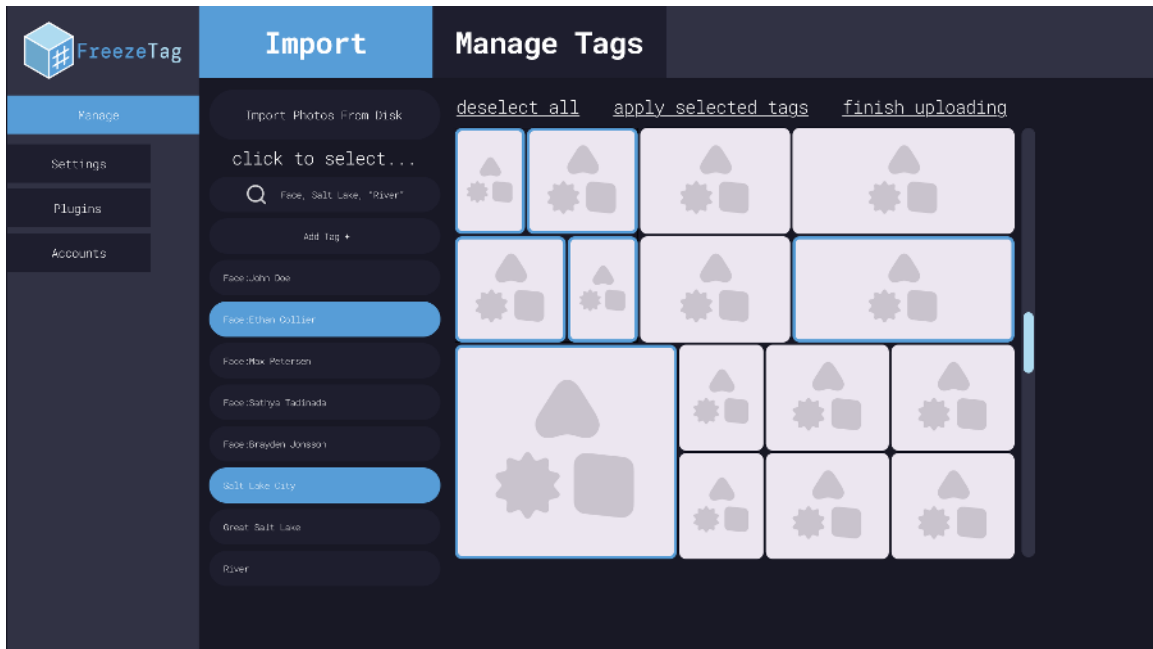 FreezeTag
Import
Manage Tags
Manage
Settings
Plugins
Accounts
Import Photos From Disk
click to select...
Face, Salt Lake, "River"
Add Tag +
Face:John Doe
Face:Ethan Collier
Face:Max Petersen
Face:Sathya Tadinada
Face:Brayden Jonsson
Salt Lake City
Great Salt Lake
River
deselect all
apply selected tags
finish uploading